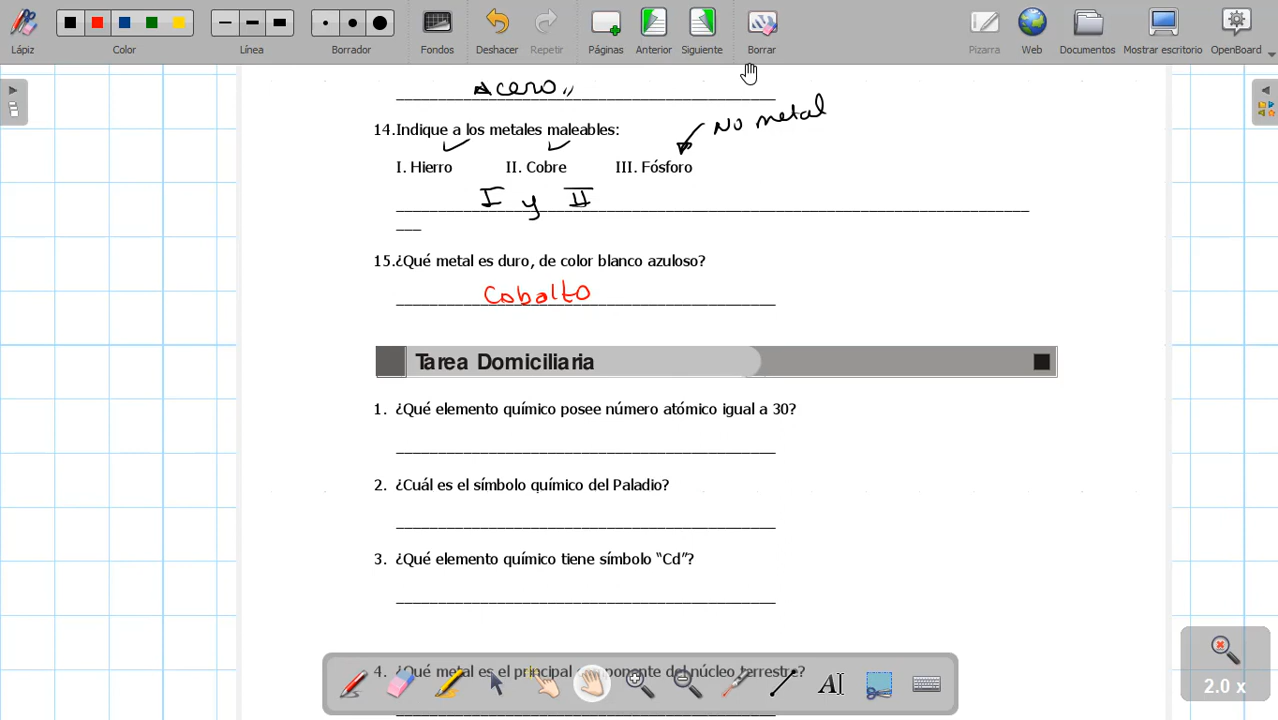 Lápiz
Color
Línea
Borrador
Fondos
Deshacer
Repetir
Páginas
Anterior
Siguiente
Borrar
Pizarra
Web
Documentos
Mostrar escritorio
OpenBoard
Acero,,
14.Indique a los metales maleables:
No metal
I. Hierro II. Cobre III. Fósforo
I y II
15.¿Qué metal es duro, de color blanco azuloso?
Cobalto
Tarea Domiciliaria
1. ¿Qué elemento químico posee número atómico igual a 30?
2. ¿Cuál es el símbolo químico del Paladio?
3. ¿Qué elemento químico tiene símbolo “Cd”?
4. ¿Qué metal es el principal componente del núcleo terrestre?
2.0 x